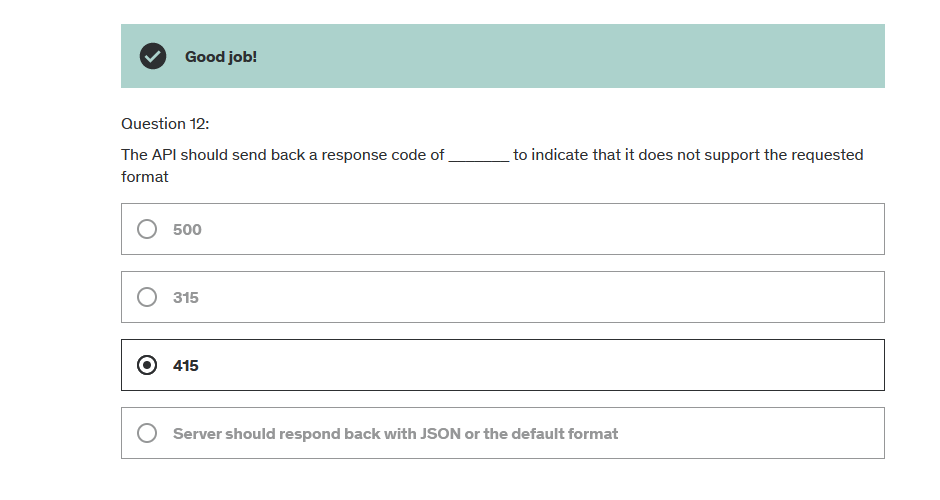 Good job!
Question 12:
The API should send back a response code of ________ to indicate that it does not support the requested
format
500
315
415
Server should respond back with JSON or the default format